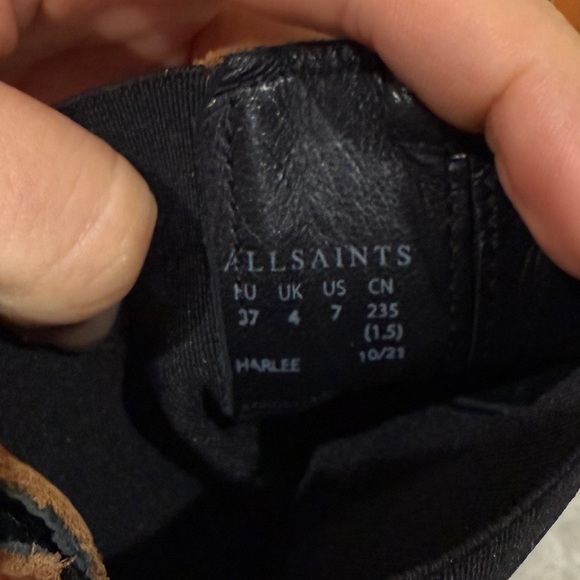 ALLSAINTS
EU UK US CN
37 4 7 235
(1.5)
HARLEE 10/21